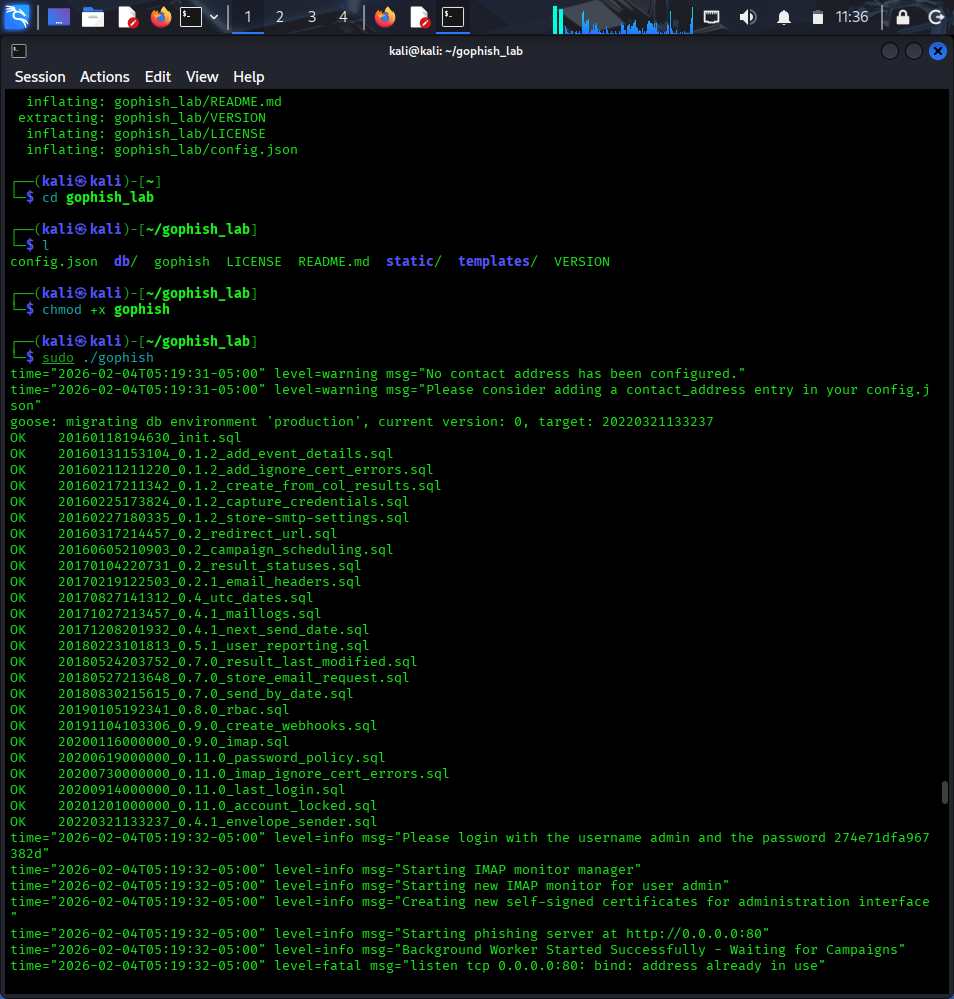 1 2 3 4 11:36
kali@kali: ~/gophish_lab
Session Actions Edit View Help
  inflating: gophish_lab/README.md
 extracting: gophish_lab/VERSION
  inflating: gophish_lab/LICENSE
  inflating: gophish_lab/config.json
┌──(kali㉿kali)-[~]
└─$ cd gophish_lab
┌──(kali㉿kali)-[~/gophish_lab]
└─$ l
config.json  db/  gophish  LICENSE  README.md  static/  templates/  VERSION
┌──(kali㉿kali)-[~/gophish_lab]
└─$ chmod +x gophish
┌──(kali㉿kali)-[~/gophish_lab]
└─$ sudo ./gophish
time="2026-02-04T05:19:31-05:00" level=warning msg="No contact address has been configured."
time="2026-02-04T05:19:31-05:00" level=warning msg="Please consider adding a contact_address entry in your config.j
son"
goose: migrating db environment 'production', current version: 0, target: 20220321133237
OK    20160118194630_init.sql
OK    20160131153104_0.1.2_add_event_details.sql
OK    20160211211220_0.1.2_add_ignore_cert_errors.sql
OK    20160217211342_0.1.2_create_from_col_results.sql
OK    20160225173824_0.1.2_capture_credentials.sql
OK    20160227180335_0.1.2_store-smtp-settings.sql
OK    20160317214457_0.2_redirect_url.sql
OK    20160605210903_0.2_campaign_scheduling.sql
OK    20170104220731_0.2_result_statuses.sql
OK    20170219122503_0.2.1_email_headers.sql
OK    20170827141312_0.4_utc_dates.sql
OK    20171027213457_0.4.1_maillogs.sql
OK    20171208201932_0.4.1_next_send_date.sql
OK    20180223101813_0.5.1_user_reporting.sql
OK    20180524203752_0.7.0_result_last_modified.sql
OK    20180527213648_0.7.0_store_email_request.sql
OK    20180830215615_0.7.0_send_by_date.sql
OK    20190105192341_0.8.0_rbac.sql
OK    20191104103306_0.9.0_create_webhooks.sql
OK    20200116000000_0.9.0_imap.sql
OK    20200619000000_0.11.0_password_policy.sql
OK    20200730000000_0.11.0_imap_ignore_cert_errors.sql
OK    20200914000000_0.11.0_last_login.sql
OK    20201201000000_0.11.0_account_locked.sql
OK    20220321133237_0.4.1_envelope_sender.sql
time="2026-02-04T05:19:32-05:00" level=info msg="Please login with the username admin and the password 274e71dfa967
382d"
time="2026-02-04T05:19:32-05:00" level=info msg="Starting IMAP monitor manager"
time="2026-02-04T05:19:32-05:00" level=info msg="Starting new IMAP monitor for user admin"
time="2026-02-04T05:19:32-05:00" level=info msg="Creating new self-signed certificates for administration interface
"
time="2026-02-04T05:19:32-05:00" level=info msg="Starting phishing server at http://0.0.0.0:80"
time="2026-02-04T05:19:32-05:00" level=info msg="Background Worker Started Successfully - Waiting for Campaigns"
time="2026-02-04T05:19:32-05:00" level=fatal msg="listen tcp 0.0.0.0:80: bind: address already in use"